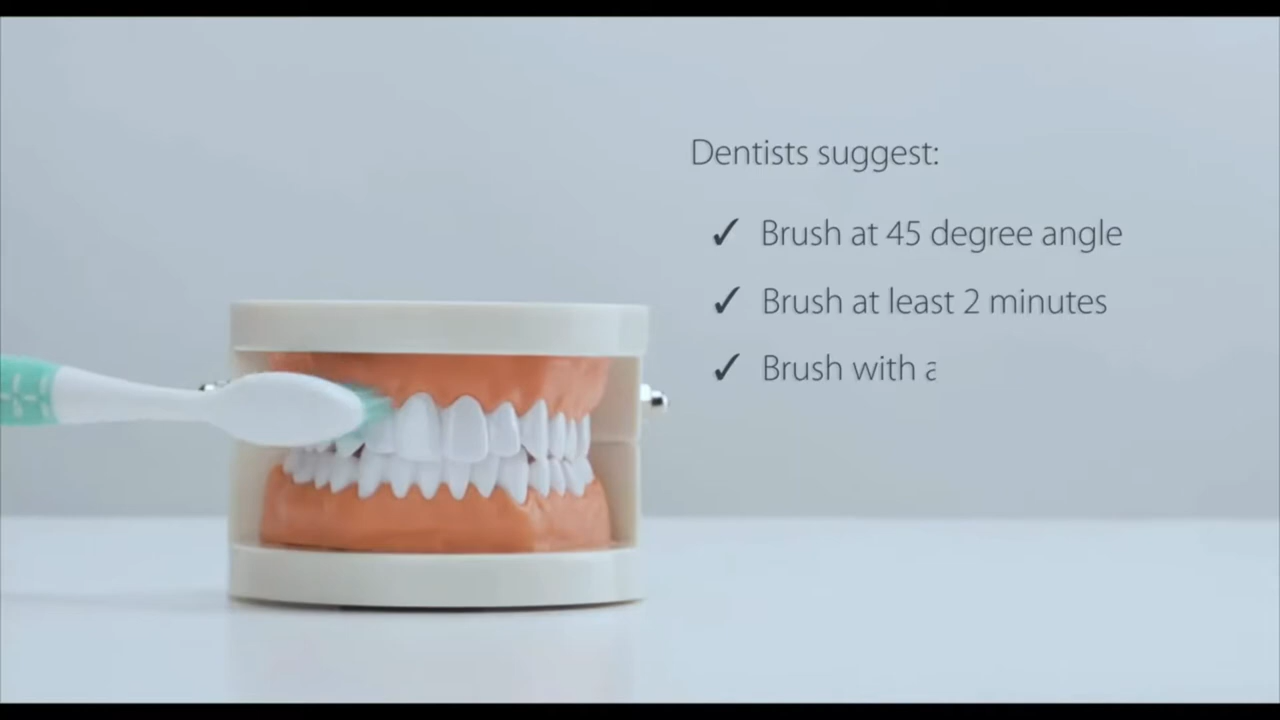 Dentists suggest:
✓ Brush at 45 degree angle
✓ Brush at least 2 minutes
✓ Brush with a